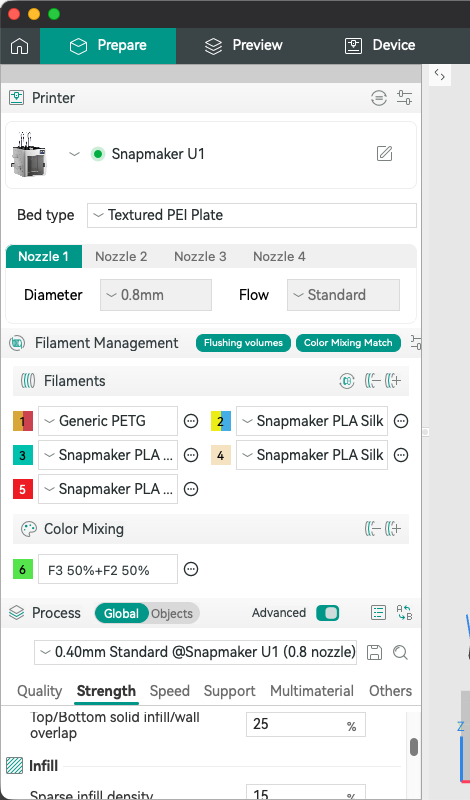 Prepare Preview Device
Printer
Snapmaker U1
Bed type Textured PEI Plate
Nozzle 1 Nozzle 2 Nozzle 3 Nozzle 4
Diameter 0.8mm Flow Standard
Filament Management Flushing volumes Color Mixing Match
Filaments
1 Generic PETG 2 Snapmaker PLA Silk
3 Snapmaker PLA ... 4 Snapmaker PLA Silk
5 Snapmaker PLA ...
Color Mixing
6 F3 50%+F2 50%
Process Global Objects Advanced
0.40mm Standard @Snapmaker U1 (0.8 nozzle)
Quality Strength Speed Support Multimaterial Others
Top/Bottom solid infill/wall
overlap 25 %
Infill
Sparse infill density 15 %
Z